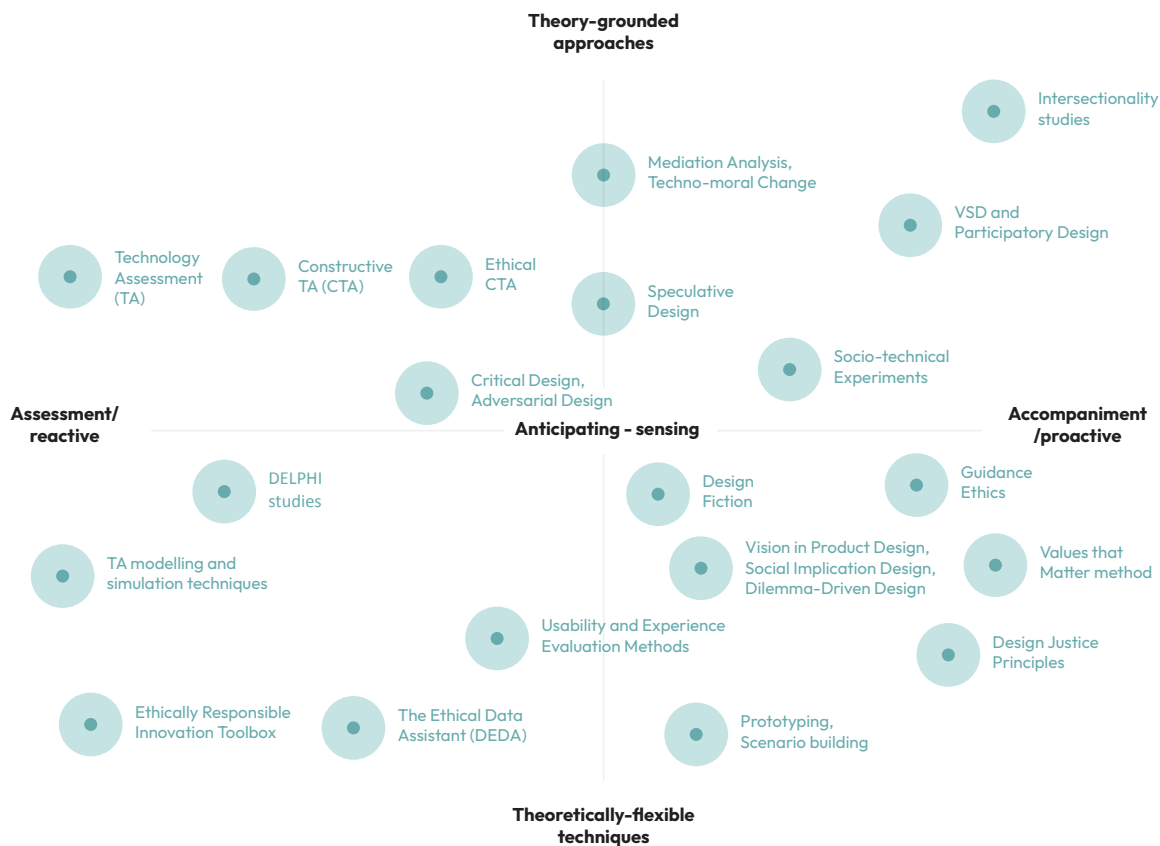 Theory-grounded
approaches
Intersectionality
studies
Mediation Analysis,
Techno-moral Change
VSD and
Participatory Design
Technology
Assessment
(TA)
Constructive
TA (CTA)
Ethical
CTA
Speculative
Design
Socio-technical
Experiments
Critical Design,
Adversarial Design
Assessment/
reactive
Anticipating - sensing
Accompaniment
/proactive
DELPHI
studies
Design
Fiction
Guidance
Ethics
TA modelling and
simulation techniques
Vision in Product Design,
Social Implication Design,
Dilemma-Driven Design
Values that
Matter method
Usability and Experience
Evaluation Methods
Design Justice
Principles
Ethically Responsible
Innovation Toolbox
The Ethical Data
Assistant (DEDA)
Prototyping,
Scenario building
Theoretically-flexible
techniques